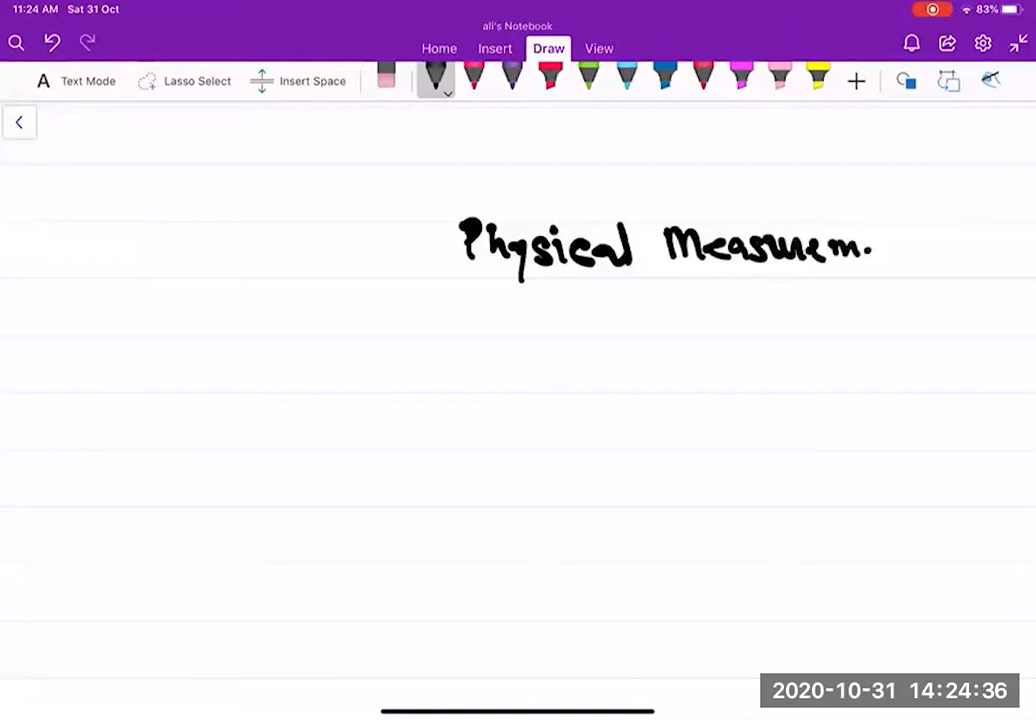 11:24 AM Sat 31 Oct
83%
ali's Notebook
Home Insert Draw View
A Text Mode Lasso Select Insert Space
Physical Measurem.
2020-10-31 14:24:36